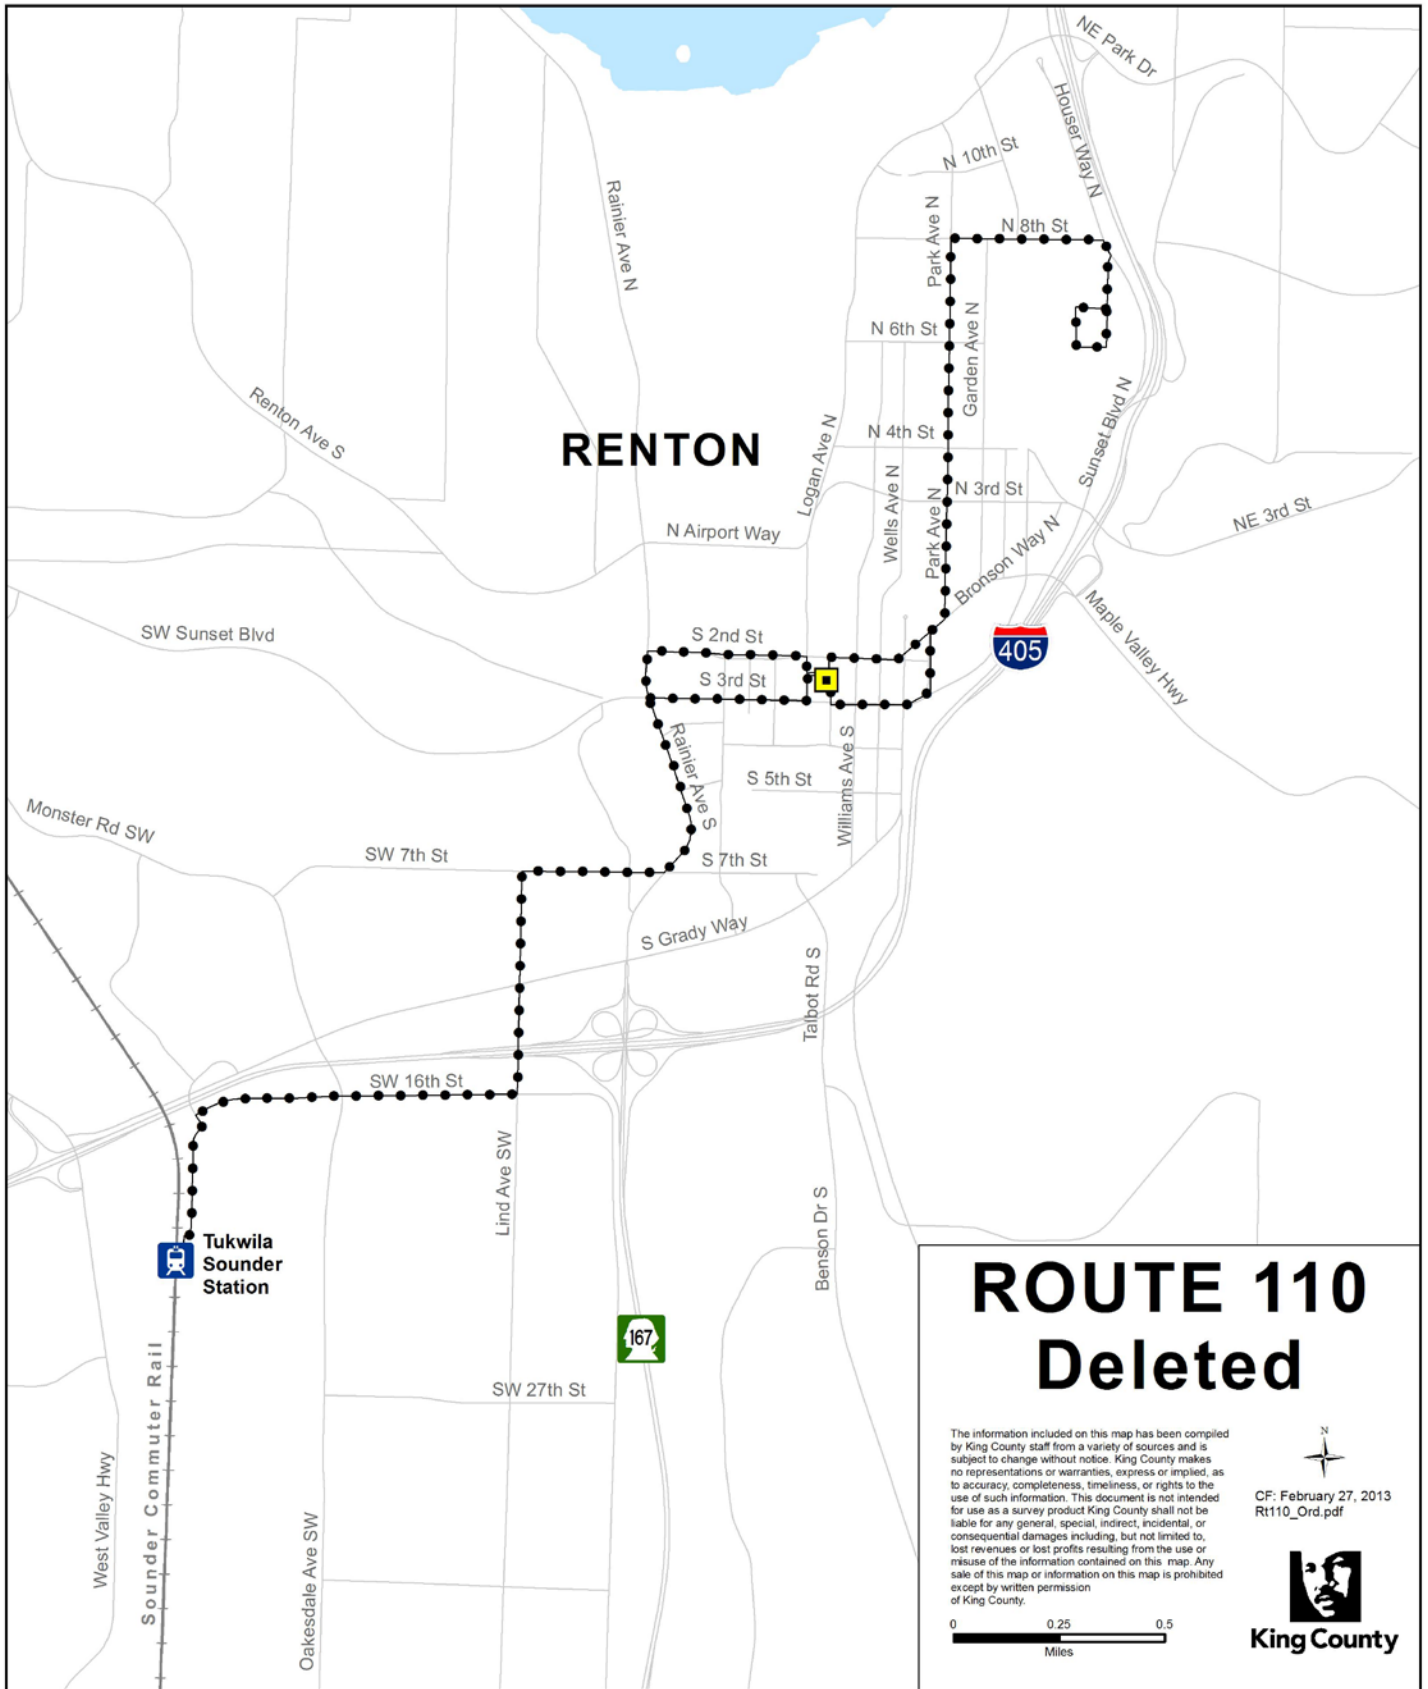 NE Park Dr
Houser Way N
N 10th St
Rainier Ave N
Park Ave N
N 8th St
N 6th St
Garden Ave N
Renton Ave S
RENTON
Logan Ave N
N 4th St
Sunset Blvd N
Wells Ave N
Park Ave N
N 3rd St
NE 3rd St
N Airport Way
Bronson Way N
Maple Valley Hwy
SW Sunset Blvd
S 2nd St
405
S 3rd St
Rainier Ave S
Williams Ave S
S 5th St
Monster Rd SW
SW 7th St
S 7th St
S Grady Way
Talbot Rd S
SW 16th St
Lind Ave SW
Benson Dr S
Tukwila
Sounder
Station
167
SW 27th St
Sounder Commuter Rail
West Valley Hwy
Oakesdale Ave SW
ROUTE 110
Deleted
The information included on this map has been compiled
by King County staff from a variety of sources and is
subject to change without notice. King County makes
no representations or warranties, express or implied, as
to accuracy, completeness, timeliness, or rights to the
use of such information. This document is not intended
for use as a survey product King County shall not be
liable for any general, special, indirect, incidental, or
consequential damages including, but not limited to,
lost revenues or lost profits resulting from the use or
misuse of the information contained on this map. Any
sale of this map or information on this map is prohibited
except by written permission
of King County.
N
CF: February 27, 2013
Rt110_Ord.pdf
0 0.25 0.5
Miles
King County